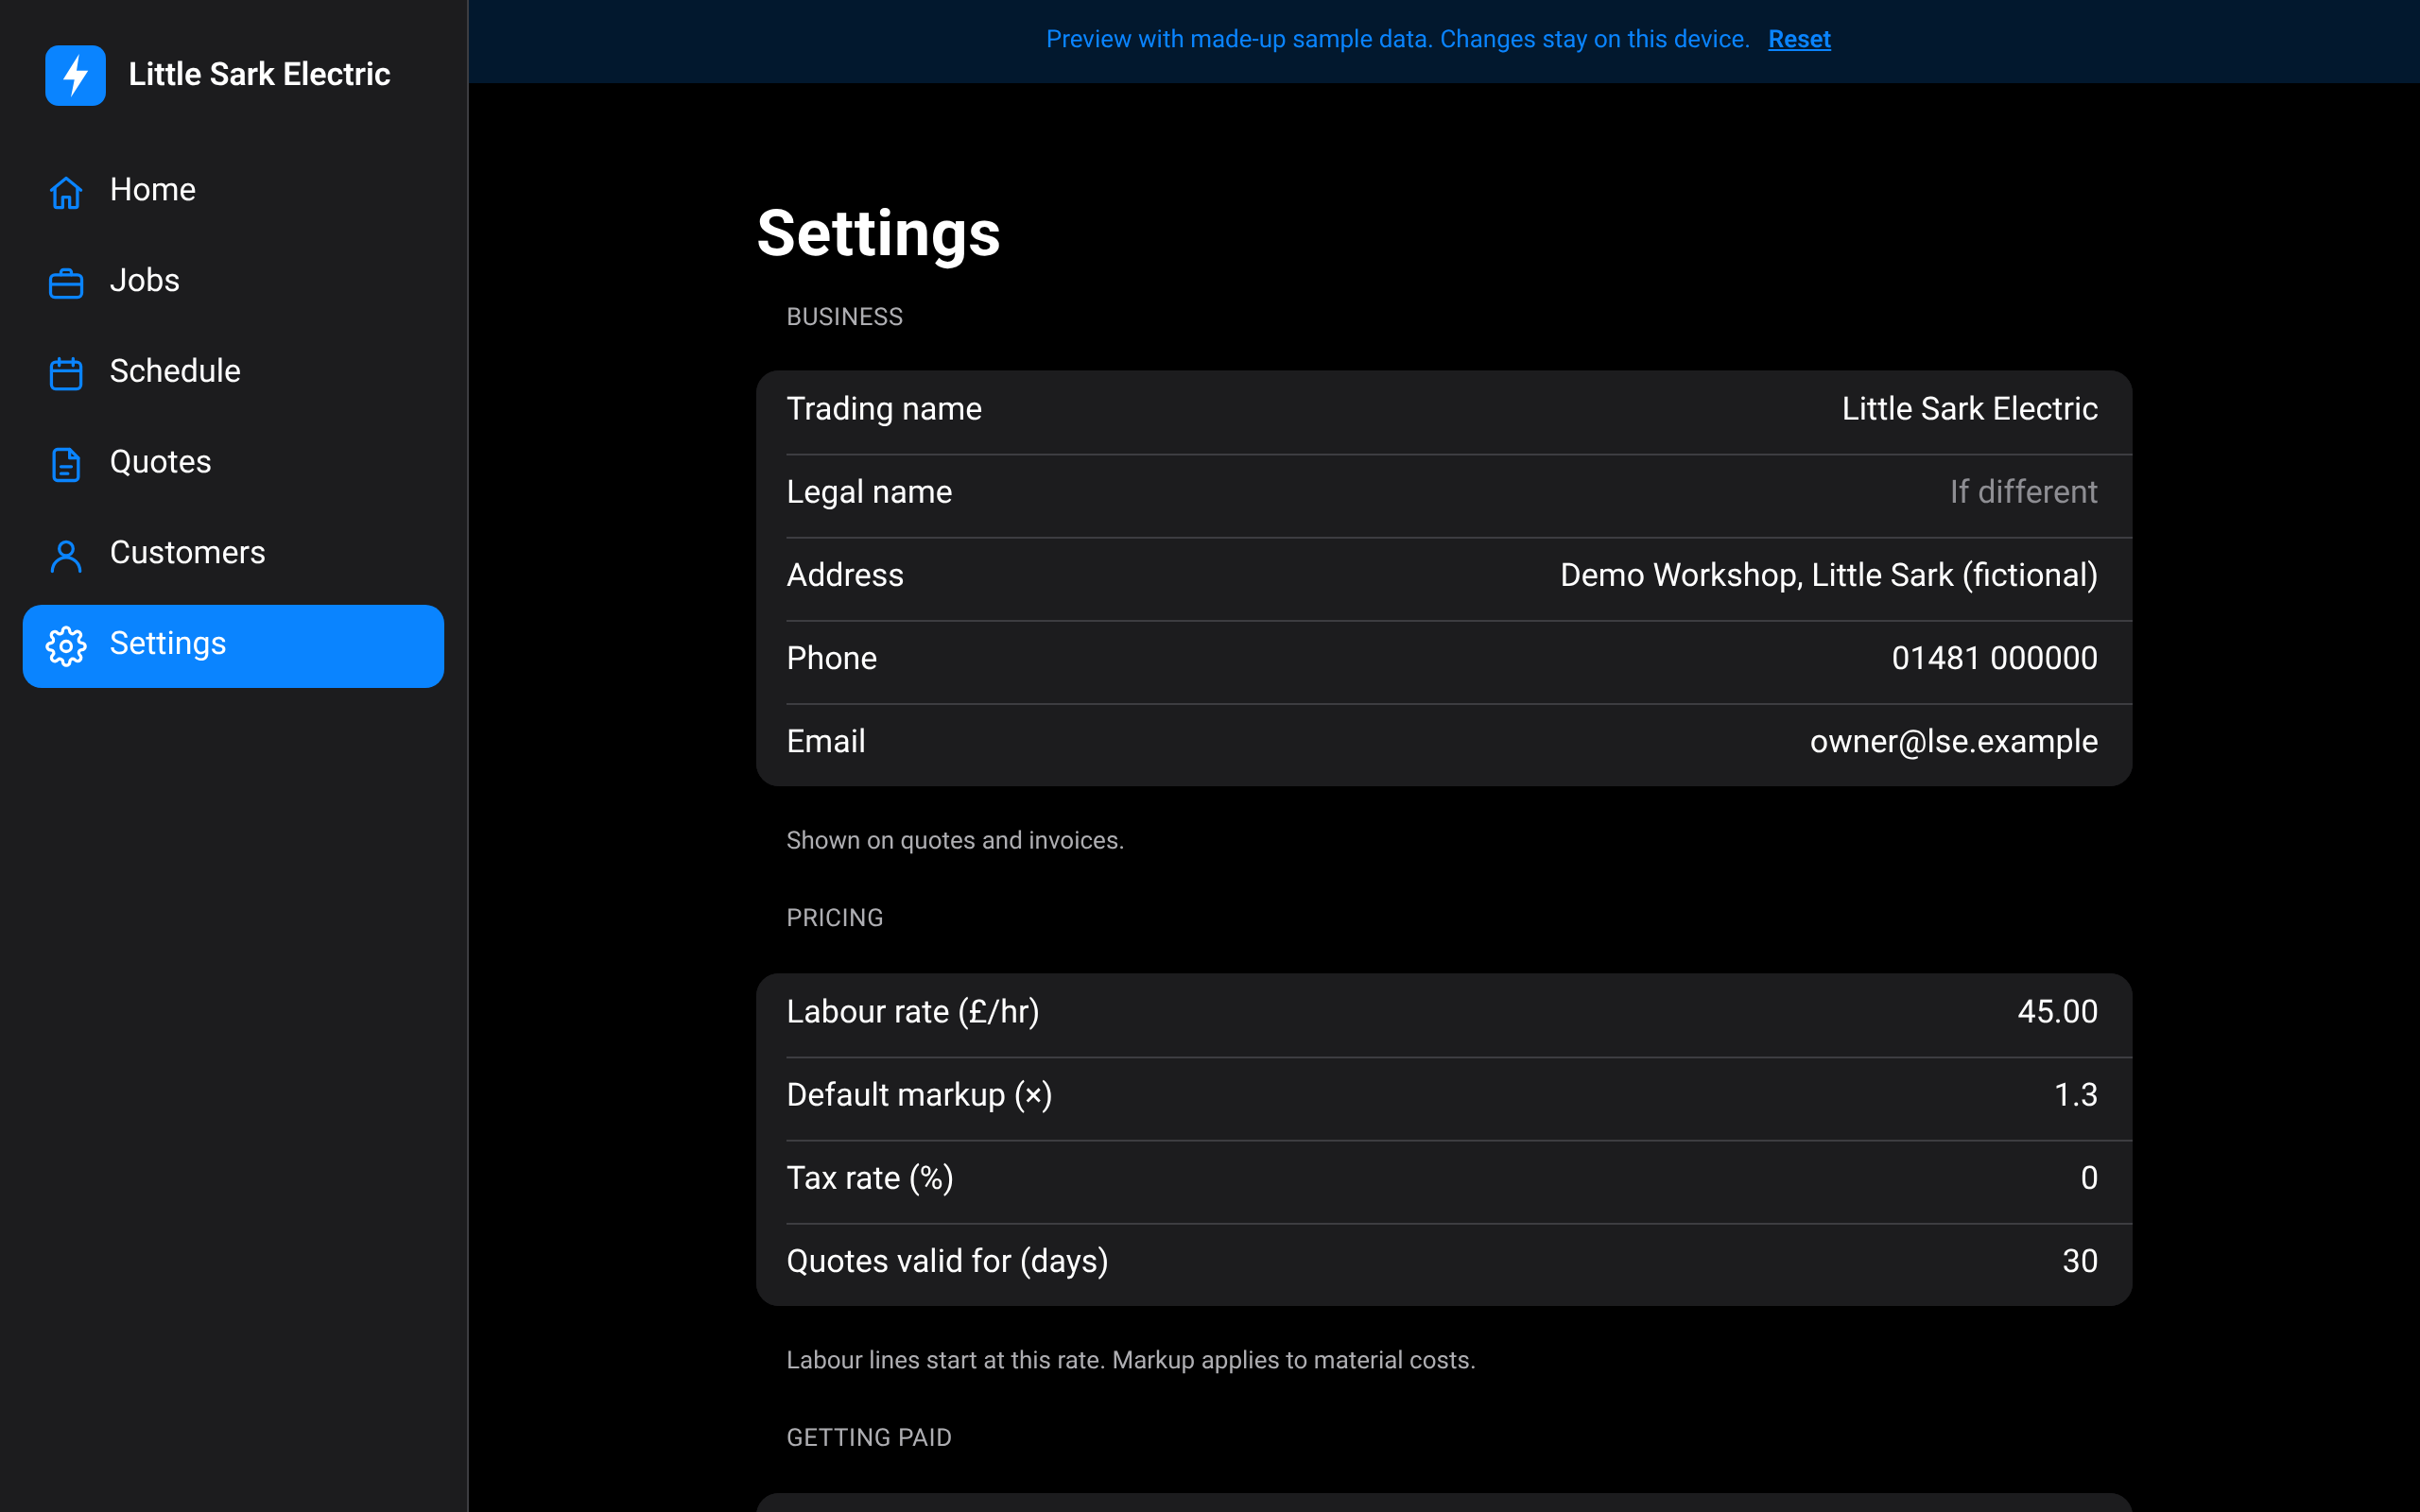 Little Sark Electric
Home
Jobs
Schedule
Quotes
Customers
Settings
Preview with made-up sample data. Changes stay on this device. Reset
Settings
BUSINESS
Trading name Little Sark Electric
Legal name If different
Address Demo Workshop, Little Sark (fictional)
Phone 01481 000000
Email owner@lse.example
Shown on quotes and invoices.
PRICING
Labour rate (£/hr) 45.00
Default markup (×) 1.3
Tax rate (%) 0
Quotes valid for (days) 30
Labour lines start at this rate. Markup applies to material costs.
GETTING PAID